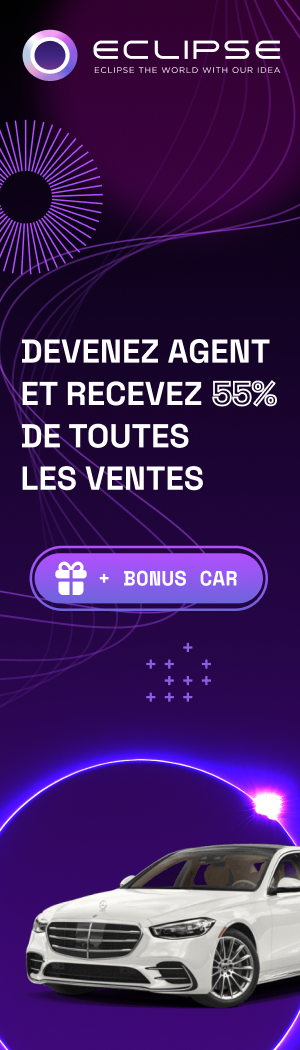 ECLIPSE
ECLIPSE THE WORLD WITH OUR IDEA
DEVENEZ AGENT
ET RECEVEZ 55%
DE TOUTES
LES VENTES
+ BONUS CAR